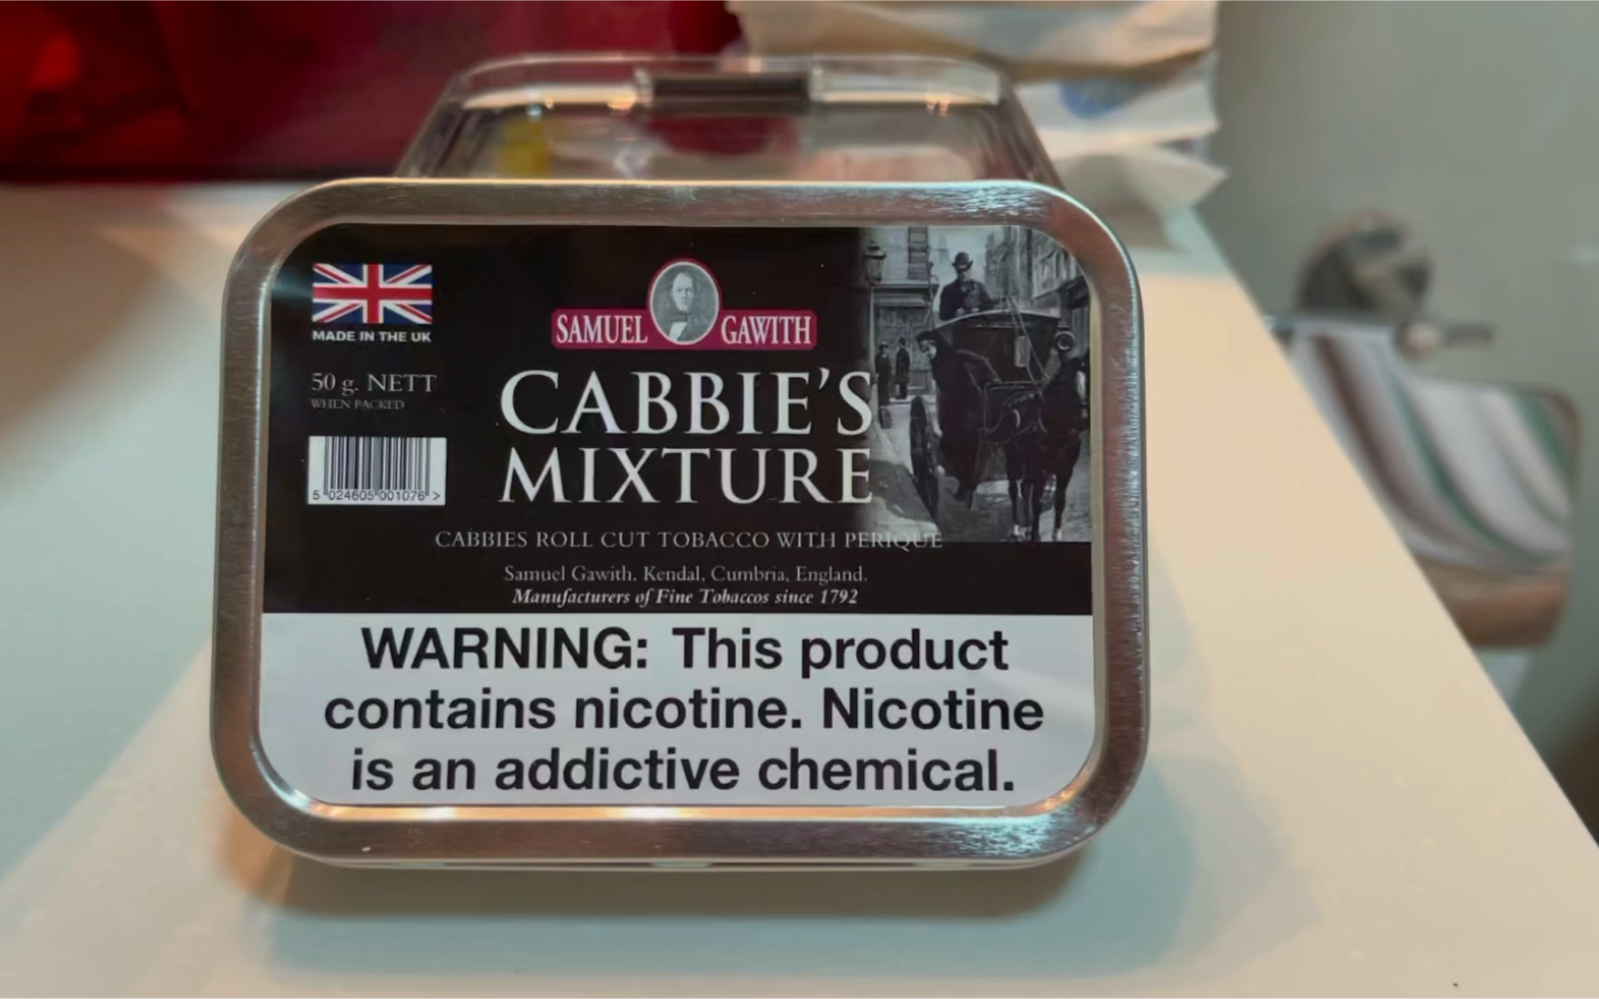 MADE IN THE UK
50 g. NETT
WHEN PACKED
5 024605 001076 >
SAMUEL GAWITH
CABBIE'S
MIXTURE
CABBIES ROLL CUT TOBACCO WITH PERIQUE
Samuel Gawith, Kendal, Cumbria, England.
Manufacturers of Fine Tobaccos since 1792
WARNING: This product
contains nicotine. Nicotine
is an addictive chemical.